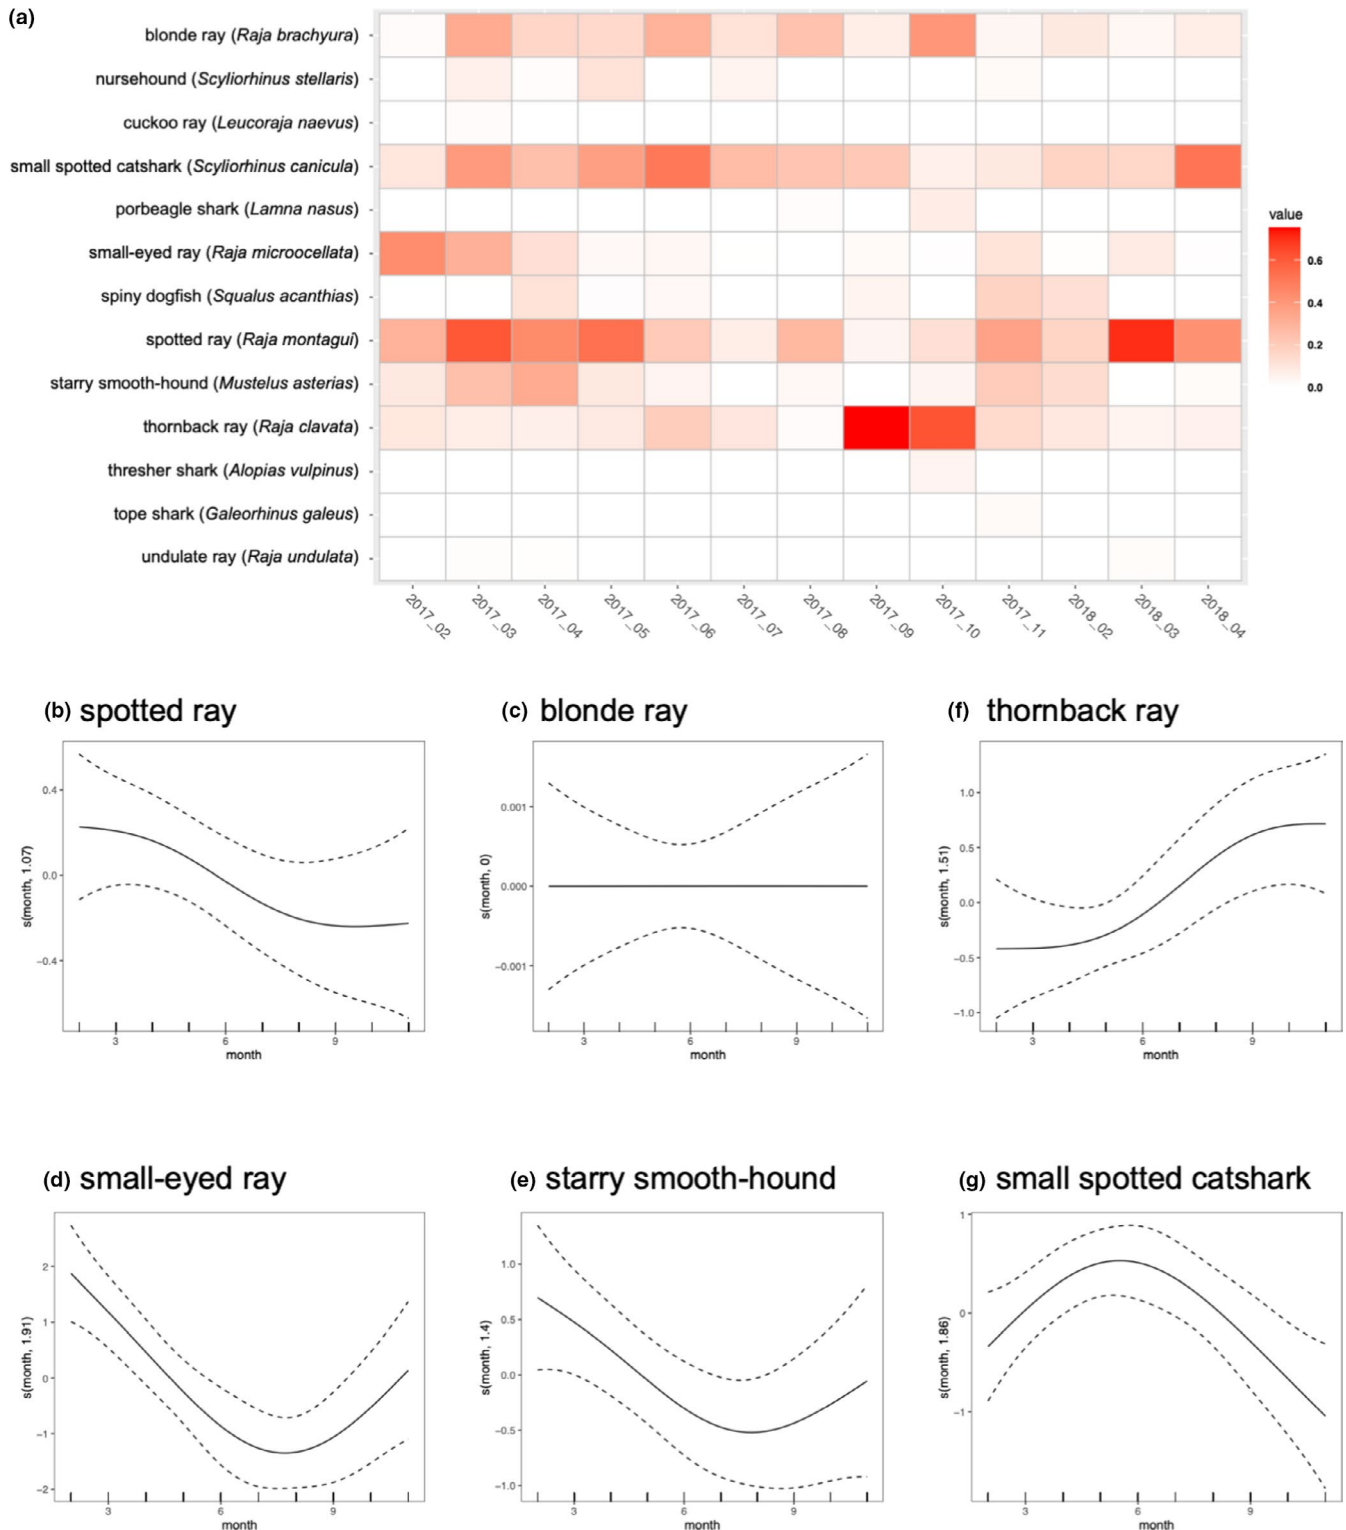 (a)
blonde ray (Raja brachyura)
nursehound (Scyliorhinus stellaris)
cuckoo ray (Leucoraja naevus)
small spotted catshark (Scyliorhinus canicula)
porbeagle shark (Lamna nasus)
small-eyed ray (Raja microocellata)
spiny dogfish (Squalus acanthias)
spotted ray (Raja montagui)
starry smooth-hound (Mustelus asterias)
thornback ray (Raja clavata)
thresher shark (Alopias vulpinus)
tope shark (Galeorhinus galeus)
undulate ray (Raja undulata)
2017_02 2017_03 2017_04 2017_05 2017_06 2017_07 2017_08 2017_09 2017_10 2017_11 2018_02 2018_03 2018_04
value
0.6
0.4
0.2
0.0
(b) spotted ray
s(month, 1.07)
0.4
0.0
−0.4
3 6 9
month
(c) blonde ray
s(month, 0)
0.001
0.000
−0.001
3 6 9
month
(f) thornback ray
s(month, 1.51)
1.0
0.5
0.0
−0.5
−1.0
3 6 9
month
(d) small-eyed ray
s(month, 1.91)
2
1
0
−1
−2
3 6 9
month
(e) starry smooth-hound
s(month, 1.4)
1.0
0.5
0.0
−0.5
−1.0
3 6 9
month
(g) small spotted catshark
s(month, 1.86)
1
0
−1
3 6 9
month